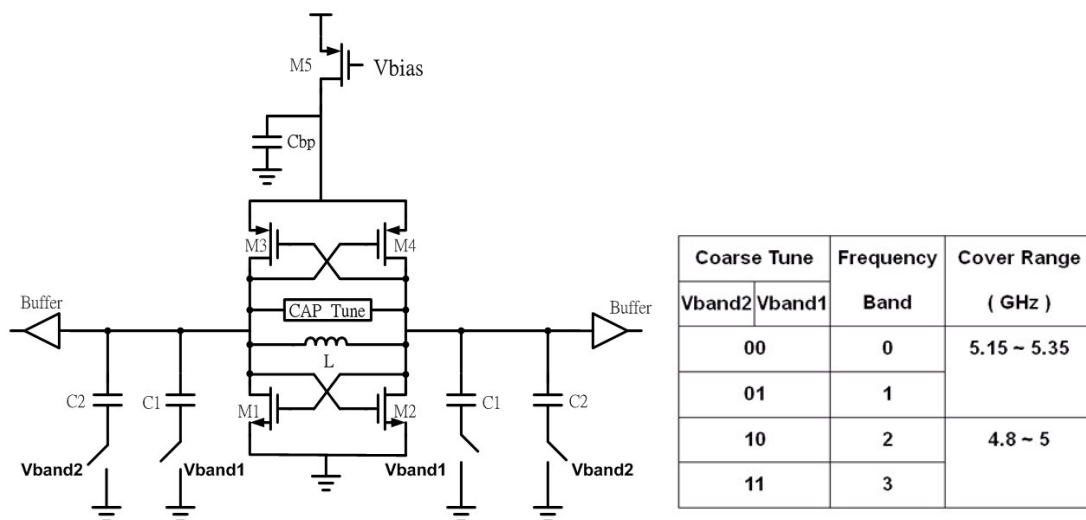 M5
Vbias
Cbp
M3
M4
Buffer
CAP Tune
Buffer
L
C2
C1
M1
M2
C1
C2
Vband2
Vband1
Vband1
Vband2
Coarse Tune
Frequency
Cover Range
Vband2
Vband1
Band
( GHz )
00
0
5.15 ~ 5.35
01
1
10
2
4.8 ~ 5
11
3